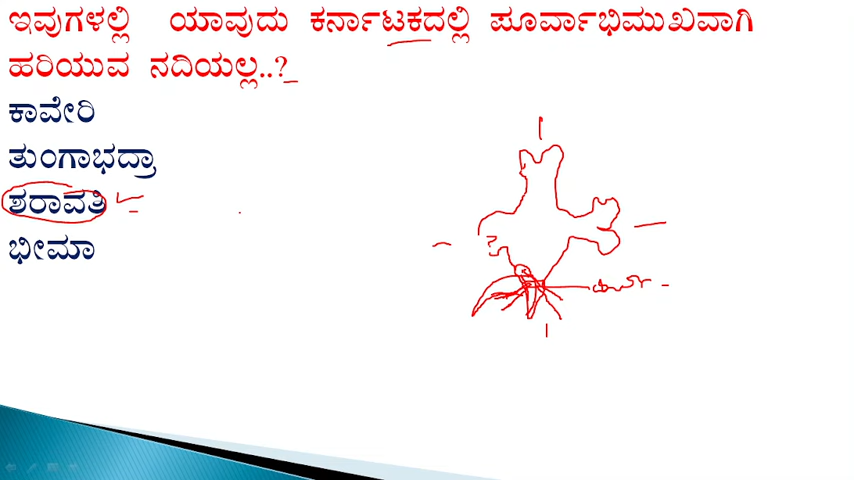 ಇವುಗಳಲ್ಲಿ ಯಾವುದು ಕರ್ನಾಟಕದಲ್ಲಿ ಪೂರ್ವಾಭಿಮುಖವಾಗಿ
ಹರಿಯುವ ನದಿಯಲ್ಲ..?
ಕಾವೇರಿ
ತುಂಗಾಭದ್ರಾ
ಶರಾವತಿ
ಭೀಮಾ